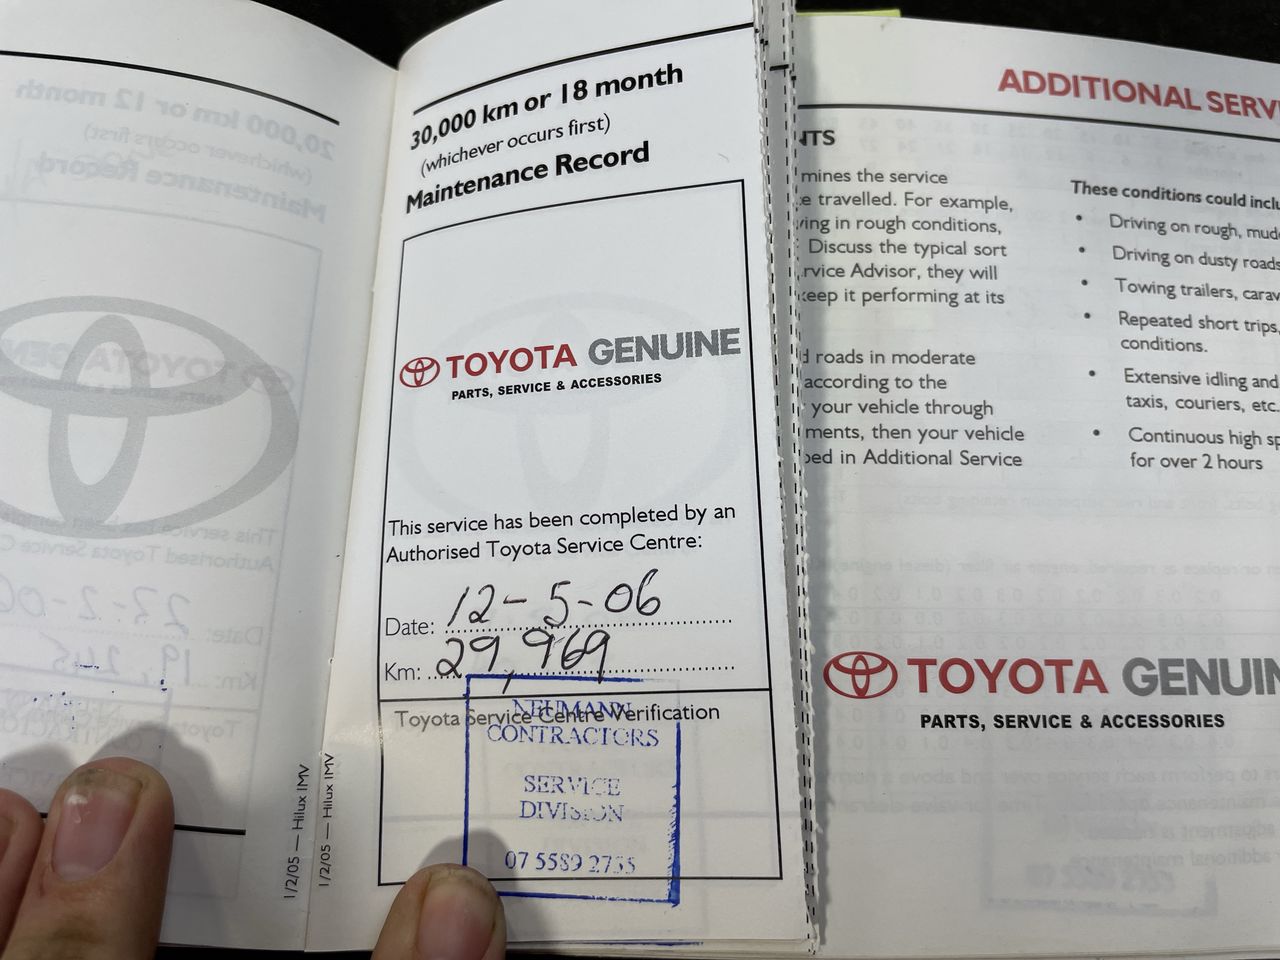 30,000 km or 18 month
(whichever occurs first)
Maintenance Record
TOYOTA GENUINE
PARTS, SERVICE & ACCESSORIES
This service has been completed by an
Authorised Toyota Service Centre:
Date: 12-5-06
Km: 29,969
Toyota Service Centre Verification
NEUMANN
CONTRACTORS
SERVICE
DIVISION
07 5589 2755
1/2/05 — Hilux IMV
1/2/05 — Hilux IMV
ADDITIONAL SERV
NTS
mines the service
travelled. For example,
ving in rough conditions,
Discuss the typical sort
rvice Advisor, they will
keep it performing at its
d roads in moderate
according to the
your vehicle through
ments, then your vehicle
bed in Additional Service
These conditions could inclu
• Driving on rough, mudd
• Driving on dusty roads
• Towing trailers, carav
• Repeated short trips,
conditions.
• Extensive idling and
taxis, couriers, etc.
• Continuous high sp
for over 2 hours
TOYOTA GENUIN
PARTS, SERVICE & ACCESSORIES